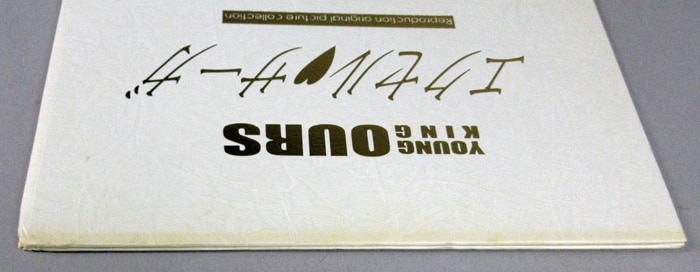 YOUNG
KING
OURS
エクセル♥サーガ
Reproduction original picture collection